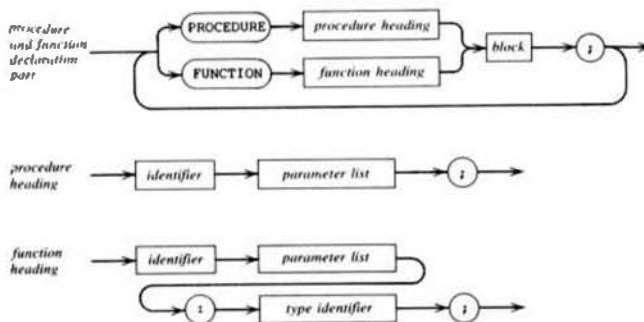 procedure
and function
declaration
part
PROCEDURE procedure heading
FUNCTION function heading
block ;
procedure
heading
identifier parameter list ;
function
heading
identifier parameter list
: type identifier ;